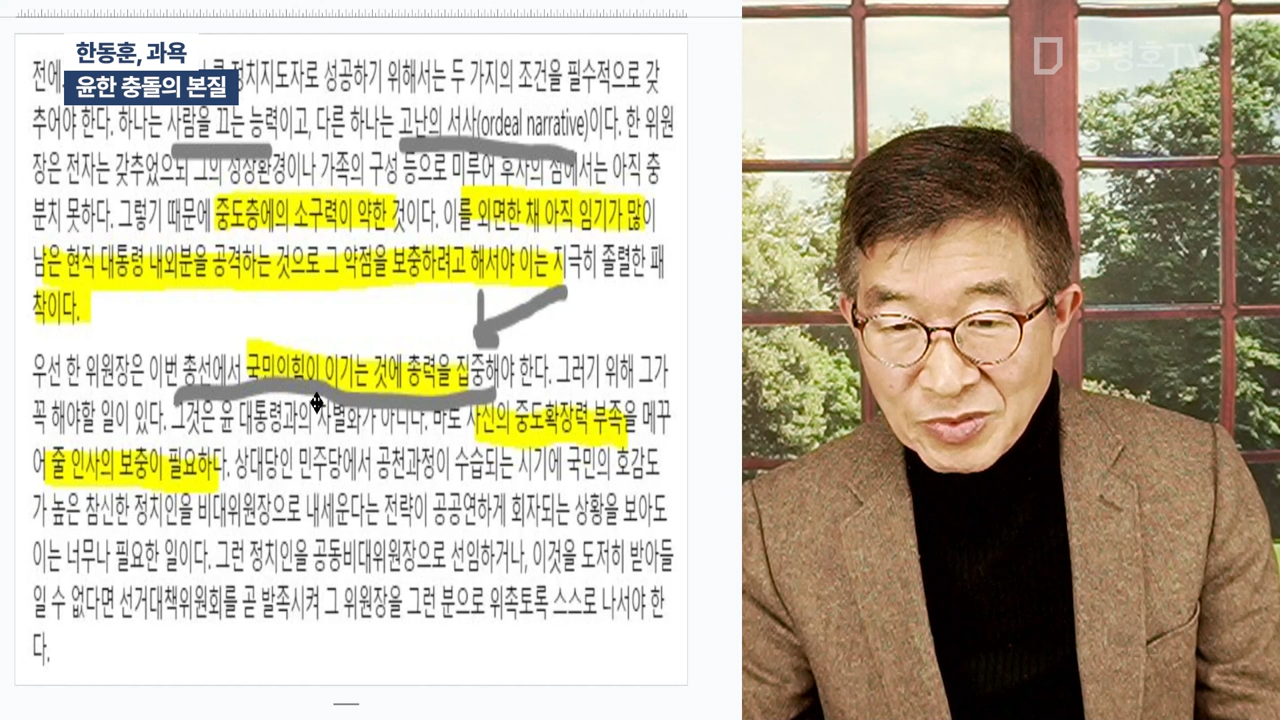 한동훈, 과욕
윤한 충돌의 본질
공병호TV
전에 정치지도자로 성공하기 위해서는 두 가지의 조건을 필수적으로 갖
추어야 한다. 하나는 사람을 끄는 능력이고, 다른 하나는 고난의 서사(ordeal narrative)이다. 한 위원
장은 전자는 갖추었으되 그의 성장환경이나 가족의 구성 등으로 미루어 후자의 점에서는 아직 충
분치 못하다. 그렇기 때문에 중도층에의 소구력이 약한 것이다. 이를 외면한 채 아직 임기가 많이
남은 현직 대통령 내외분을 공격하는 것으로 그 약점을 보충하려고 해서야 이는 지극히 졸렬한 패
착이다.
우선 한 위원장은 이번 총선에서 국민의힘이 이기는 것에 총력을 집중해야 한다. 그러기 위해 그가
꼭 해야할 일이 있다. 그것은 윤 대통령과의 차별화가 아니다. 바로 자신의 중도확장력 부족을 메꾸
어 줄 인사의 보충이 필요하다. 상대당인 민주당에서 공천과정이 수습되는 시기에 국민의 호감도
가 높은 참신한 정치인을 비대위원장으로 내세운다는 전략이 공공연하게 회자되는 상황을 보아도
이는 너무나 필요한 일이다. 그런 정치인을 공동비대위원장으로 선임하거나, 이것을 도저히 받아들
일 수 없다면 선거대책위원회를 곧 발족시켜 그 위원장을 그런 분으로 위촉토록 스스로 나서야 한
다.